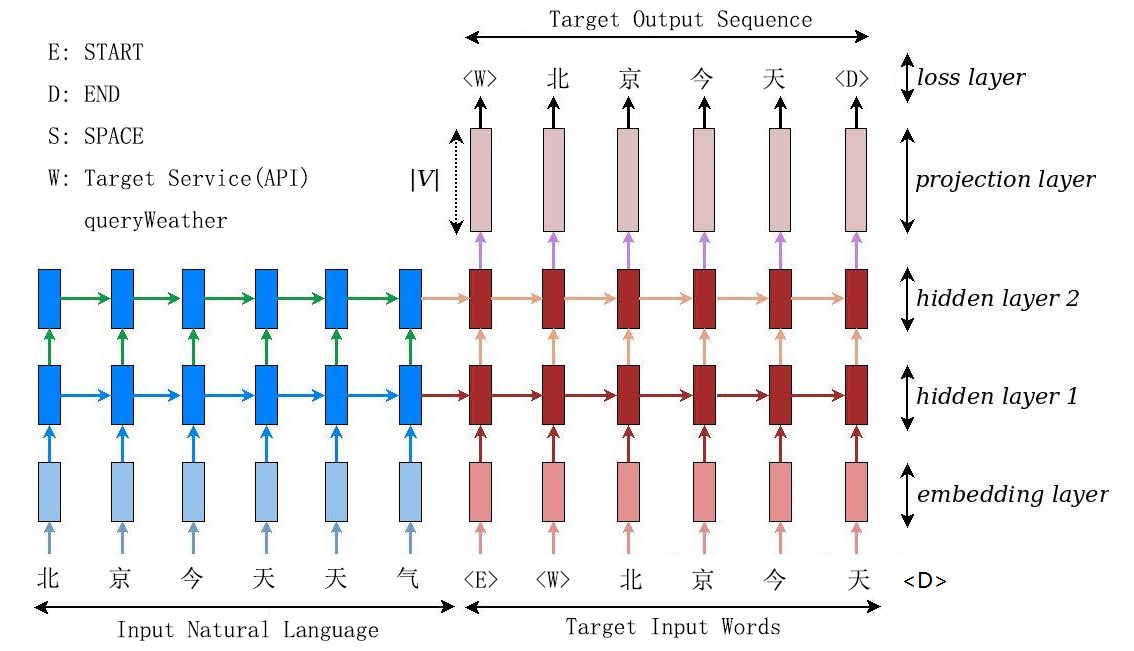 Target Output Sequence
E: START
D: END
S: SPACE
W: Target Service(API)
queryWeather
<W> 北 京 今 天 <D>
loss layer
|V|
projection layer
hidden layer 2
hidden layer 1
embedding layer
北 京 今 天 天 气 <E> <W> 北 京 今 天 <D>
Input Natural Language
Target Input Words